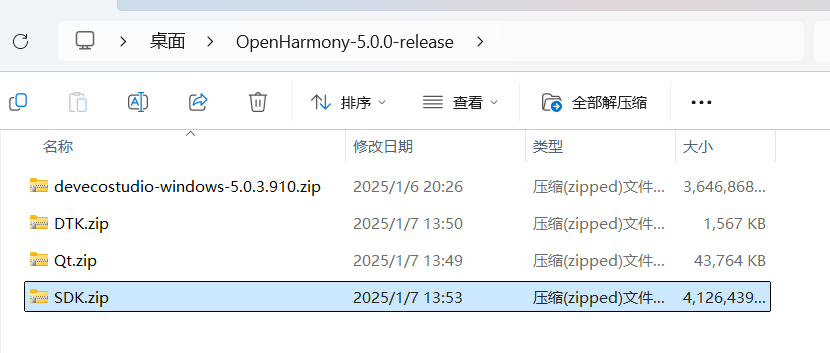 桌面 OpenHarmony-5.0.0-release
排序 查看 全部解压缩
名称 修改日期 类型 大小
devecostudio-windows-5.0.3.910.zip 2025/1/6 20:26 压缩(zipped)文件... 3,646,868...
DTK.zip 2025/1/7 13:50 压缩(zipped)文件... 1,567 KB
Qt.zip 2025/1/7 13:49 压缩(zipped)文件... 43,764 KB
SDK.zip 2025/1/7 13:53 压缩(zipped)文件... 4,126,439...